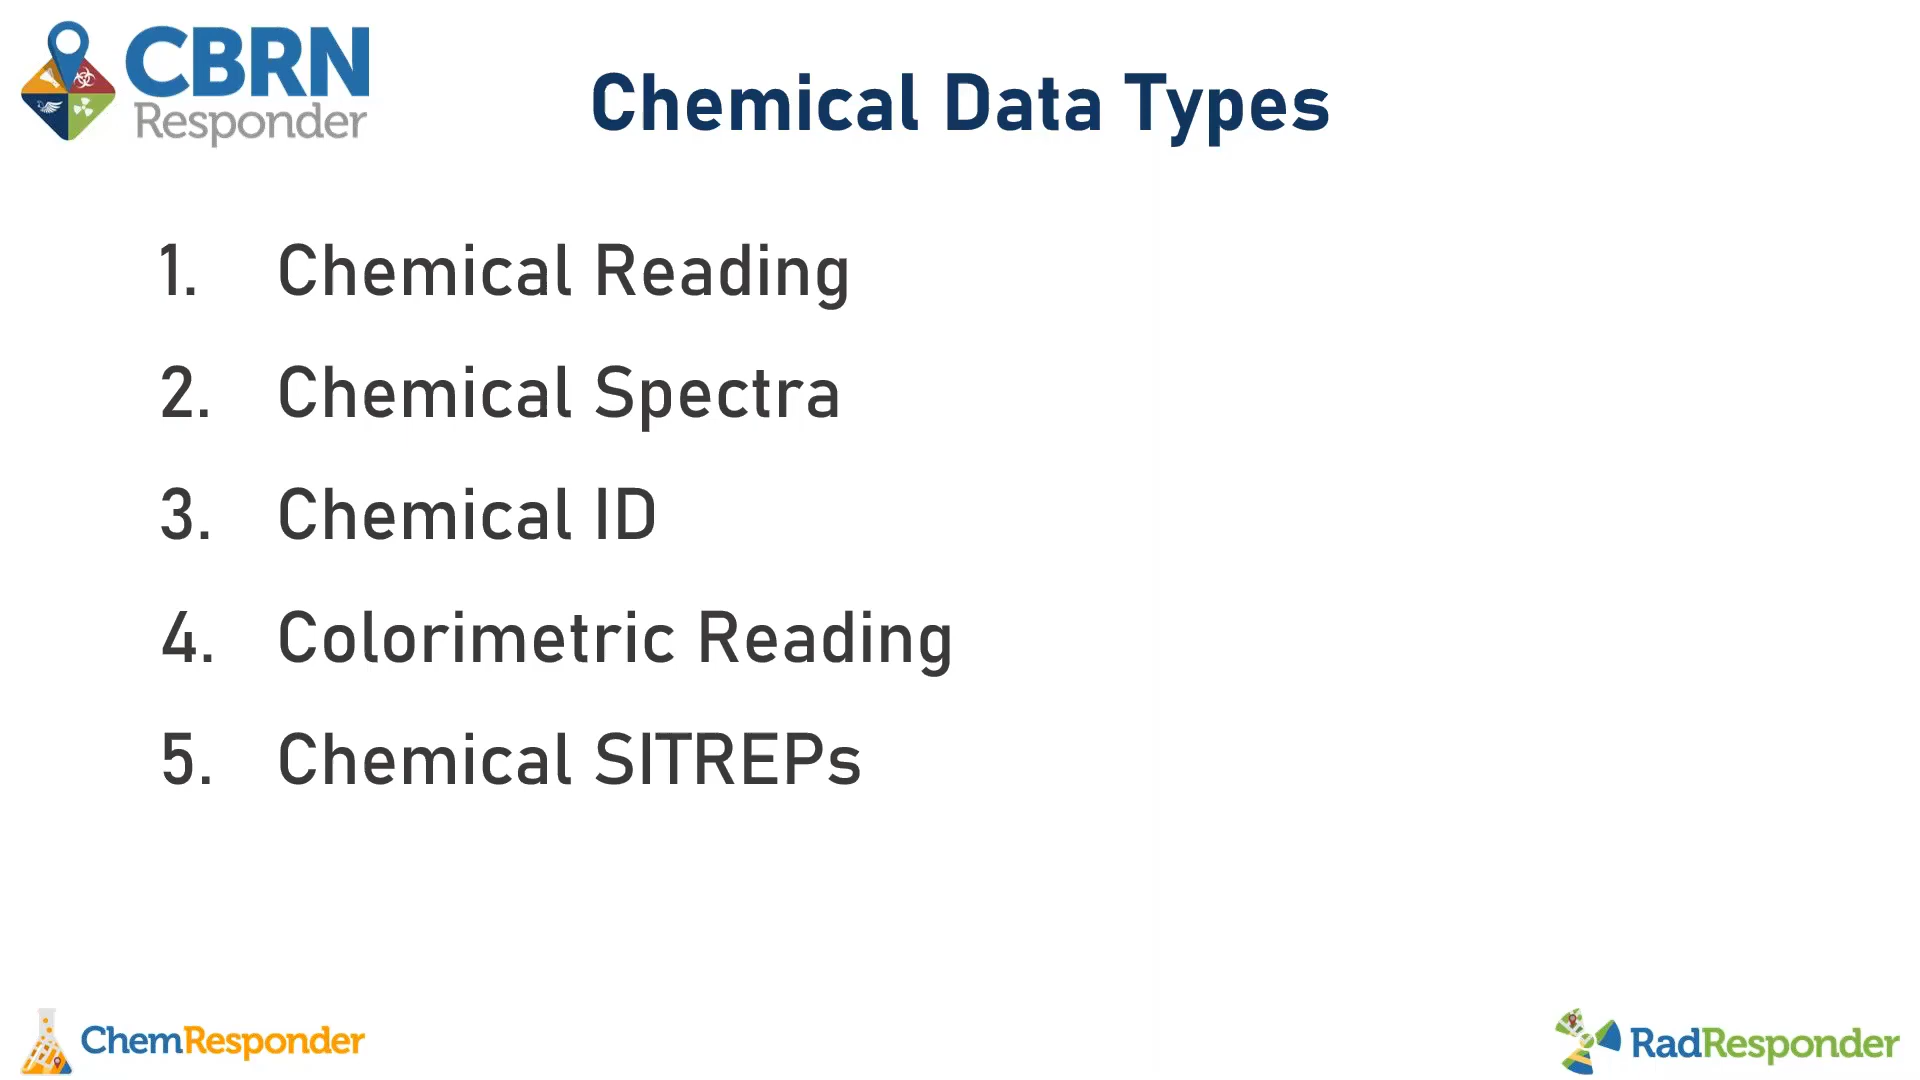 CBRN
Responder
Chemical Data Types
1. Chemical Reading
2. Chemical Spectra
3. Chemical ID
4. Colorimetric Reading
5. Chemical SITREPs
ChemResponder
RadResponder